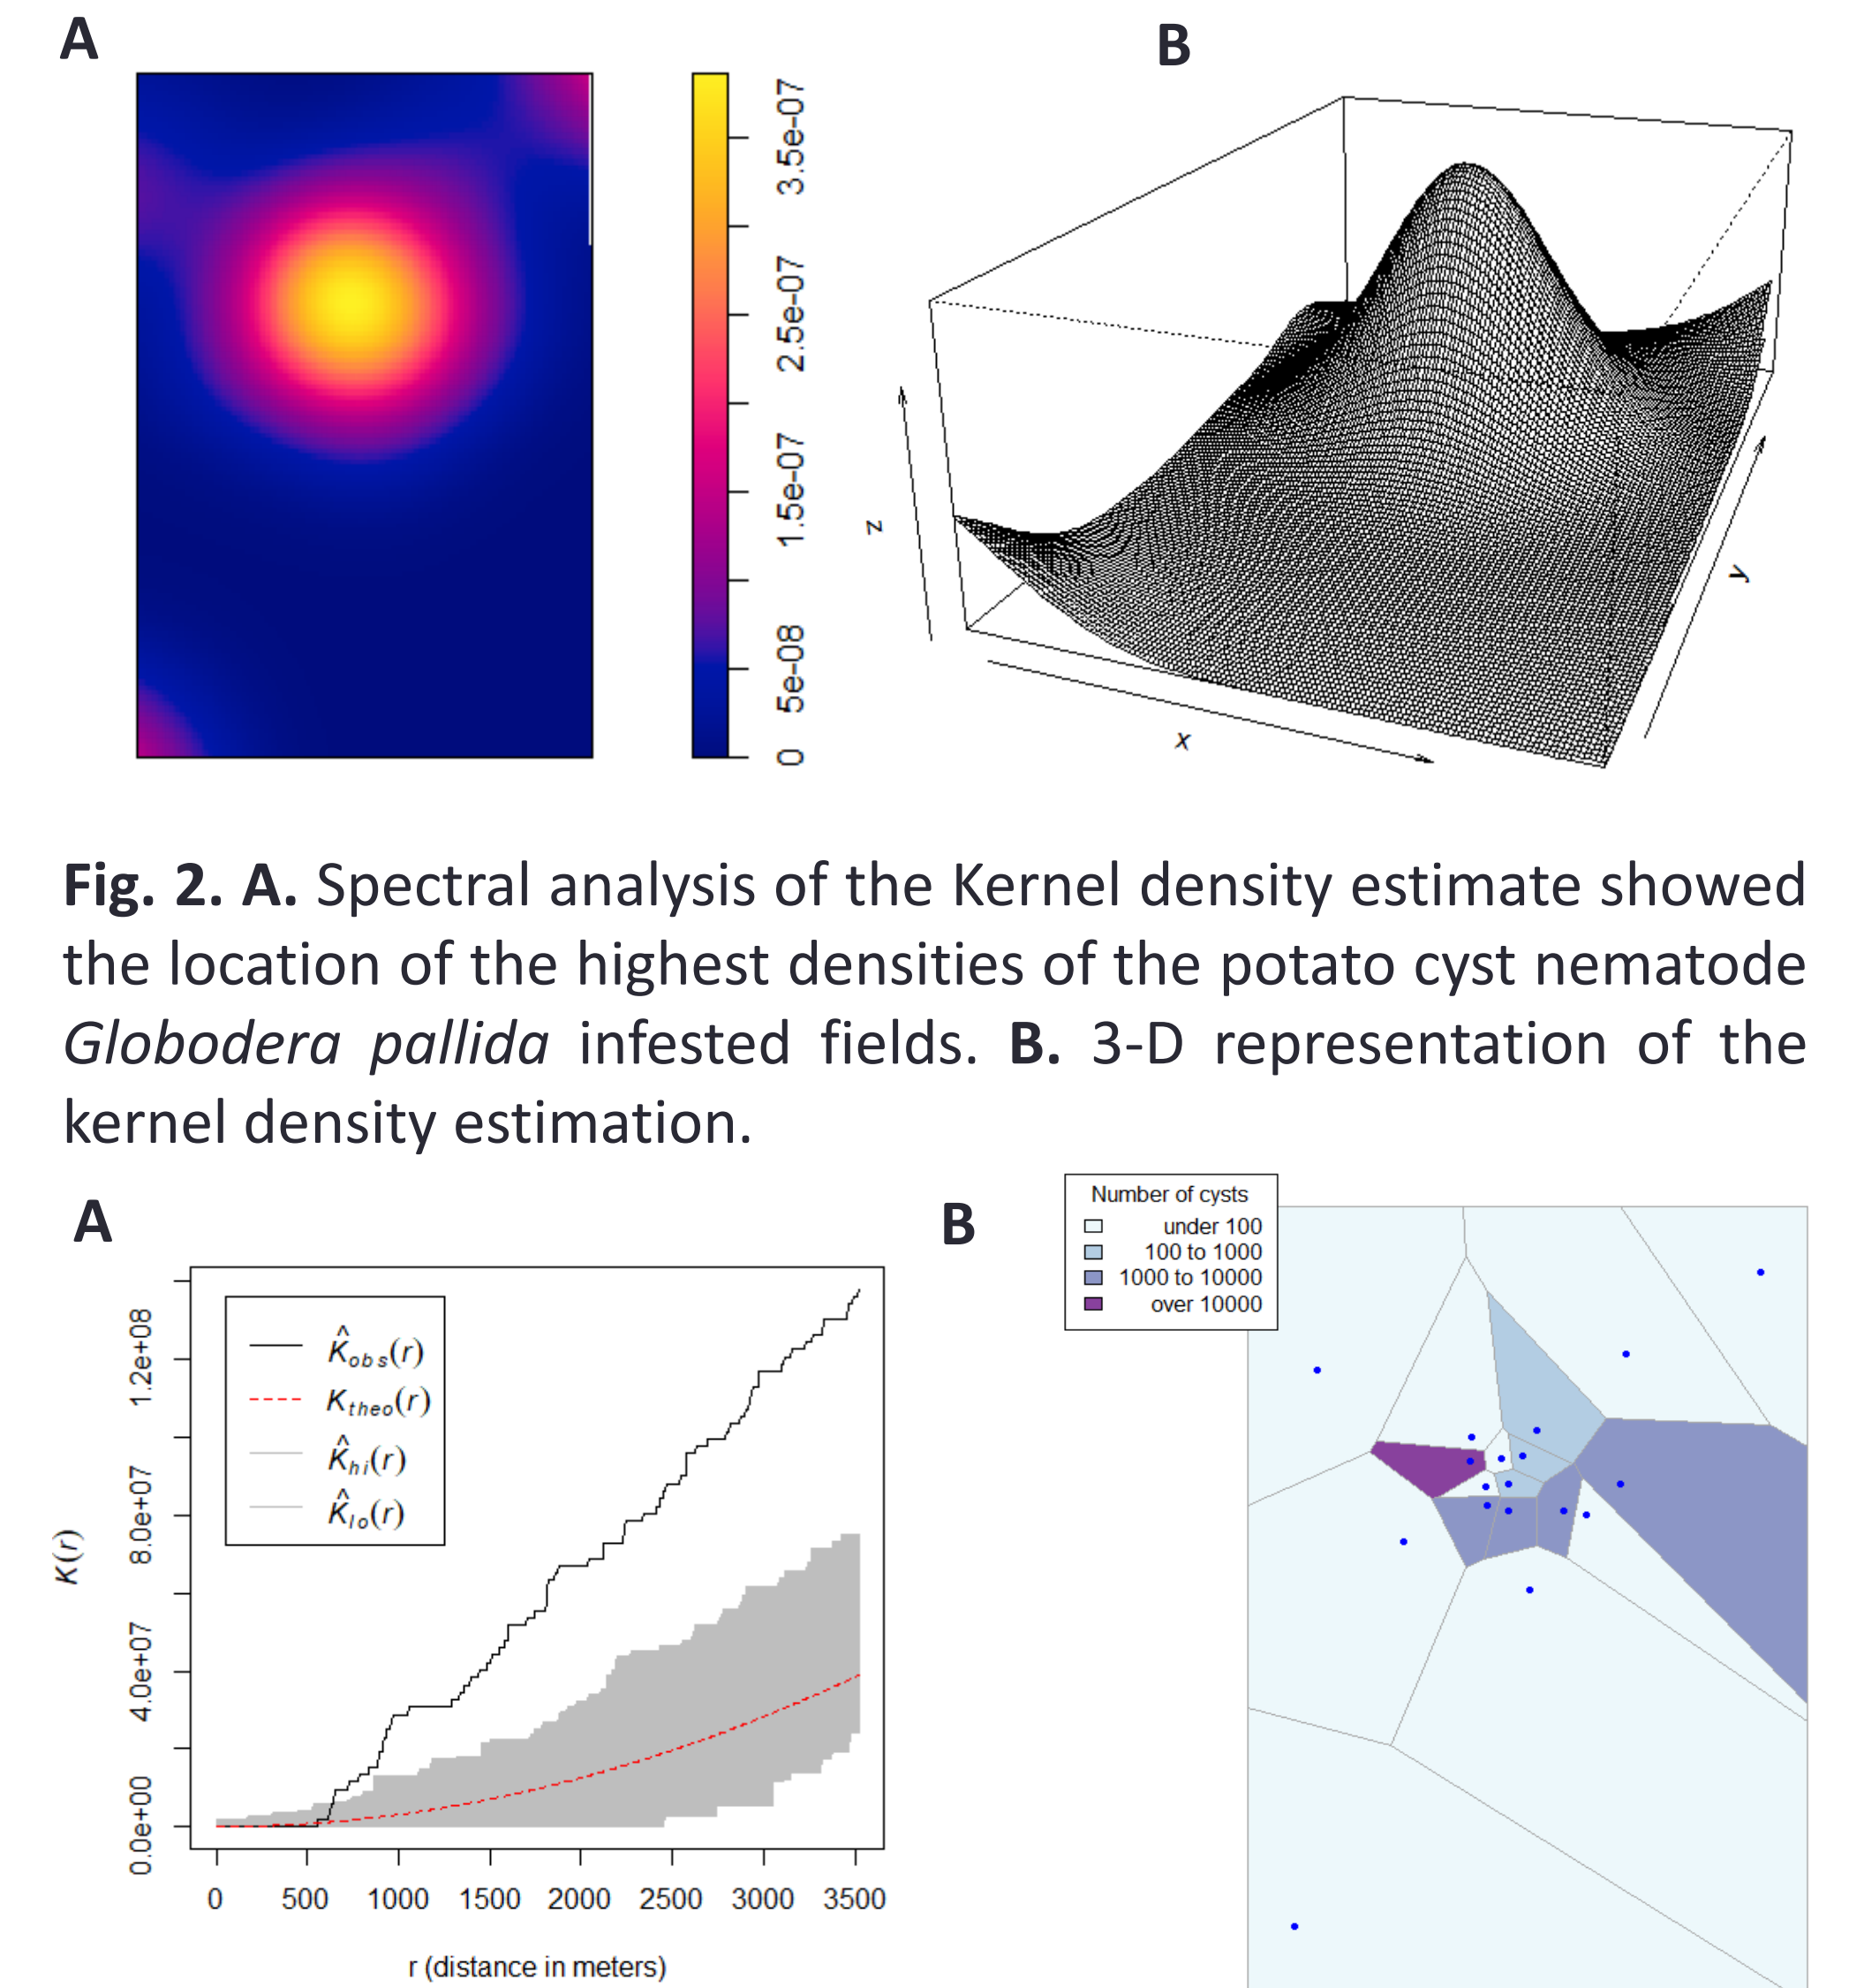 A
B
3.5e-07
2.5e-07
1.5e-07
5e-08
0
z
x
y
Fig. 2. A. Spectral analysis of the Kernel density estimate showed
the location of the highest densities of the potato cyst nematode
Globodera pallida infested fields. B. 3-D representation of the
kernel density estimation.
A
B
K̂obs(r)
Ktheo(r)
K̂hi(r)
K̂lo(r)
K(r)
1.2e+08
8.0e+07
4.0e+07
0.0e+00
0 500 1000 1500 2000 2500 3000 3500
r (distance in meters)
Number of cysts
under 100
100 to 1000
1000 to 10000
over 10000